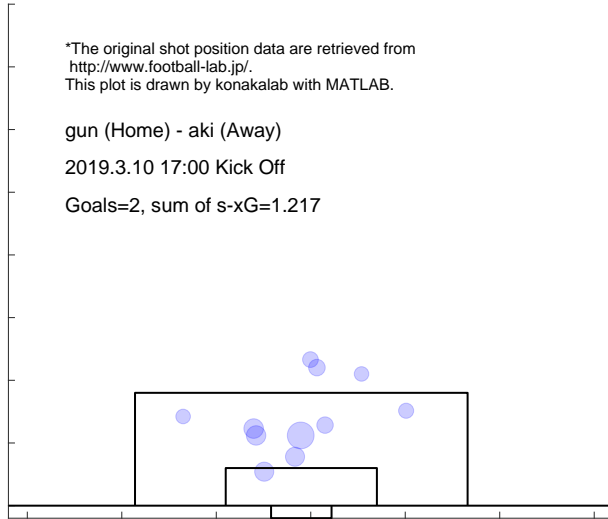 *The original shot position data are retrieved from
http://www.football-lab.jp/.
This plot is drawn by konakalab with MATLAB.
gun (Home) - aki (Away)
2019.3.10 17:00 Kick Off
Goals=2, sum of s-xG=1.217